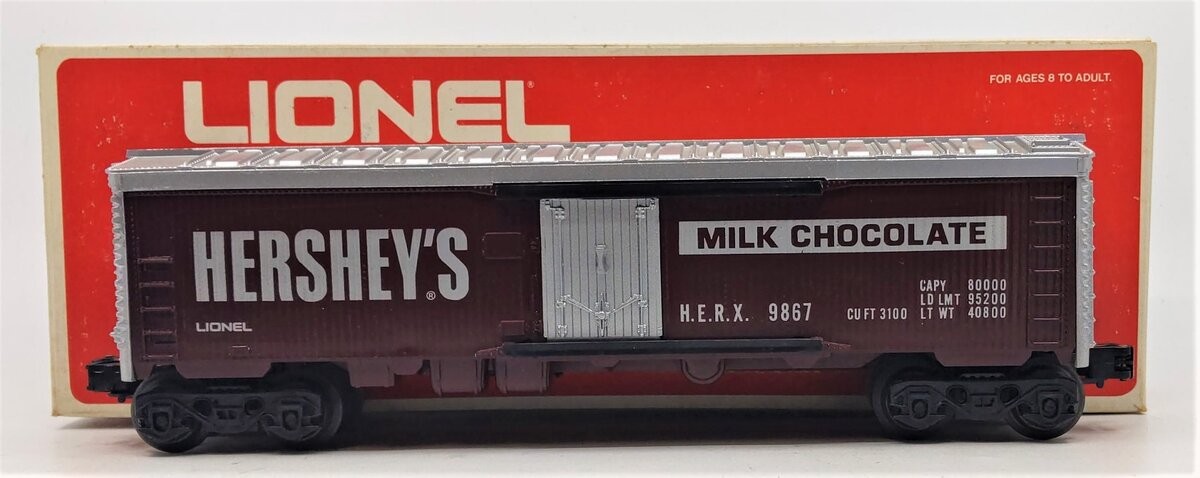 LIONEL®
FOR AGES 8 TO ADULT.
HERSHEY'S®
LIONEL
MILK CHOCOLATE
H.E.R.X. 9867
CU FT 3100
CAPY 80000
LD LMT 95200
LT WT 40800